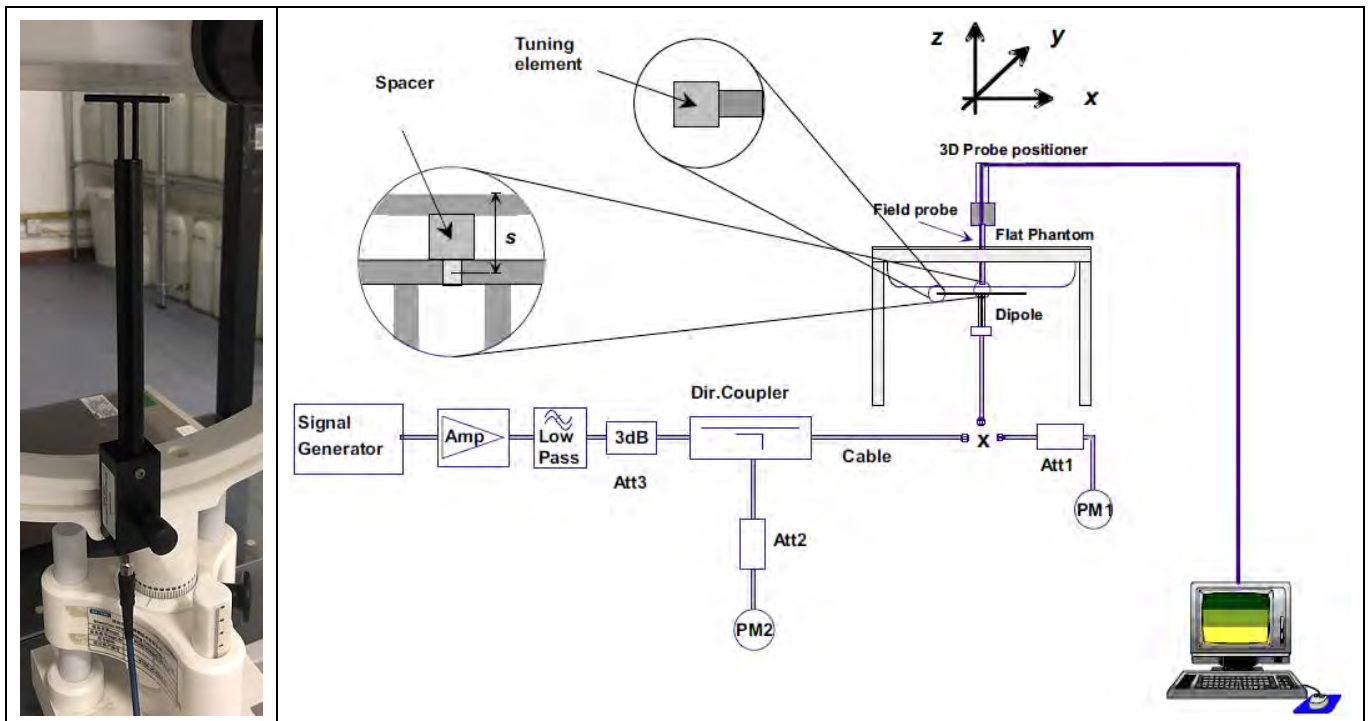 Tuning
element
Spacer
s
z
y
x
3D Probe positioner
Field probe
Flat Phantom
Dipole
Dir.Coupler
Signal
Generator
Amp
Low
Pass
3dB
Att3
Cable
x
Att1
PM1
Att2
PM2